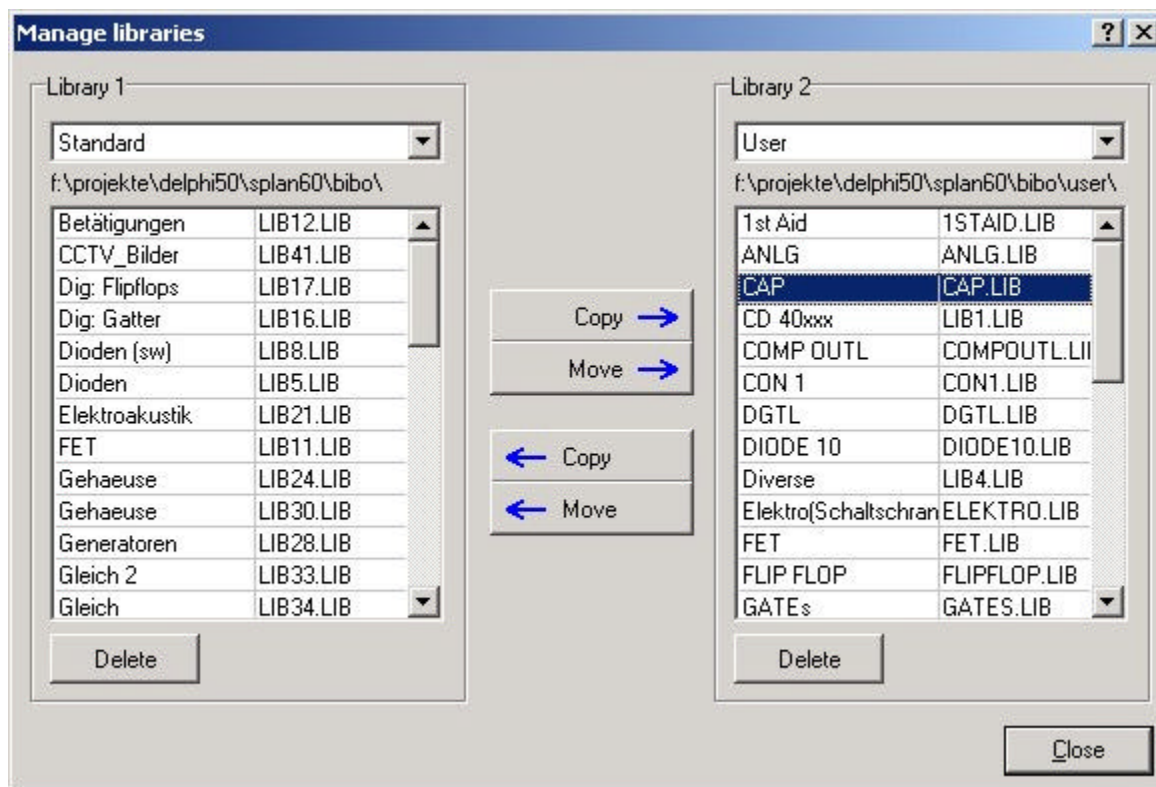 Manage libraries
Library 1
Standard
f:\projekte\delphi50\splan60\bibo\
Betätigungen LIB12.LIB
CCTV_Bilder LIB41.LIB
Dig: Flipflops LIB17.LIB
Dig: Gatter LIB16.LIB
Dioden (sw) LIB8.LIB
Dioden LIB5.LIB
Elektroakustik LIB21.LIB
FET LIB11.LIB
Gehaeuse LIB24.LIB
Gehaeuse LIB30.LIB
Generatoren LIB28.LIB
Gleich 2 LIB33.LIB
Gleich LIB34.LIB
Delete
Copy
Move
Copy
Move
Library 2
User
f:\projekte\delphi50\splan60\bibo\user\
1st Aid 1STAID.LIB
ANLG ANLG.LIB
CAP CAP.LIB
CD 40xxx LIB1.LIB
COMP OUTL COMPOUTL.LI
CON 1 CON1.LIB
DGTL DGTL.LIB
DIODE 10 DIODE10.LIB
Diverse LIB4.LIB
Elektro(Schaltschran ELEKTRO.LIB
FET FET.LIB
FLIP FLOP FLIPFLOP.LIB
GATEs GATES.LIB
Delete
Close